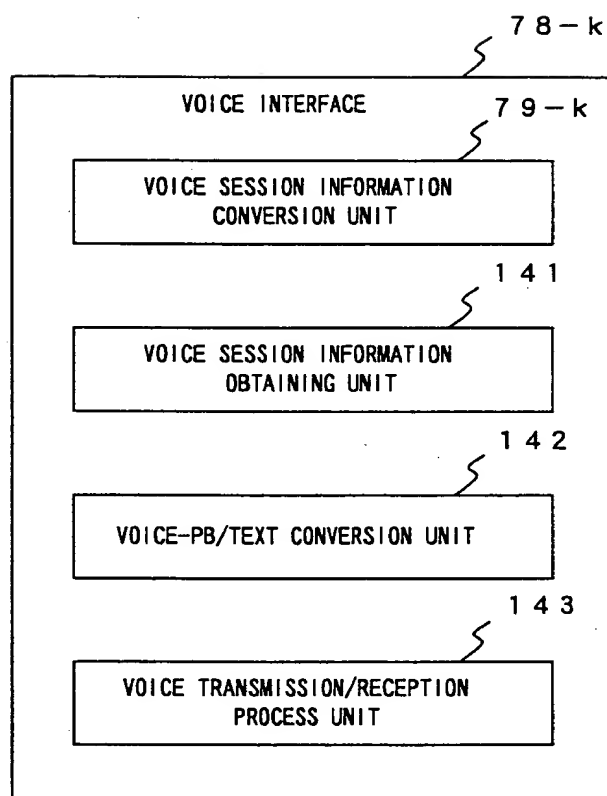 78-k
VOICE INTERFACE
79-k
VOICE SESSION INFORMATION
CONVERSION UNIT
141
VOICE SESSION INFORMATION
OBTAINING UNIT
142
VOICE-PB/TEXT CONVERSION UNIT
143
VOICE TRANSMISSION/RECEPTION
PROCESS UNIT